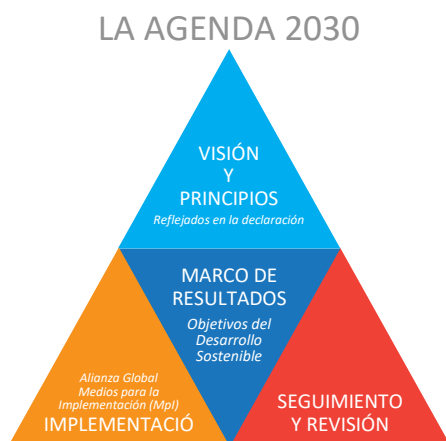 LA AGENDA 2030
VISIÓN
Y
PRINCIPIOS
Reflejados en la declaración
MARCO DE
RESULTADOS
Objetivos del
Desarrollo
Sostenible
Alianza Global
Medios para la
Implementación (MpI)
IMPLEMENTACIÓ
SEGUIMIENTO
Y REVISIÓN